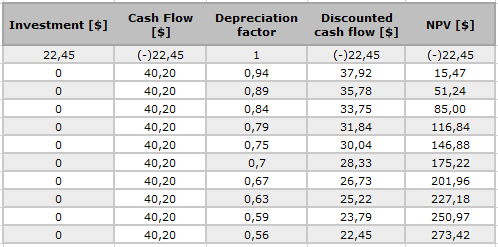 Investment [$] Cash Flow [$] Depreciation factor Discounted cash flow [$] NPV [$]
22,45 (-)22,45 1 (-)22,45 (-)22,45
0 40,20 0,94 37,92 15,47
0 40,20 0,89 35,78 51,24
0 40,20 0,84 33,75 85,00
0 40,20 0,79 31,84 116,84
0 40,20 0,75 30,04 146,88
0 40,20 0,7 28,33 175,22
0 40,20 0,67 26,73 201,96
0 40,20 0,63 25,22 227,18
0 40,20 0,59 23,79 250,97
0 40,20 0,56 22,45 273,42